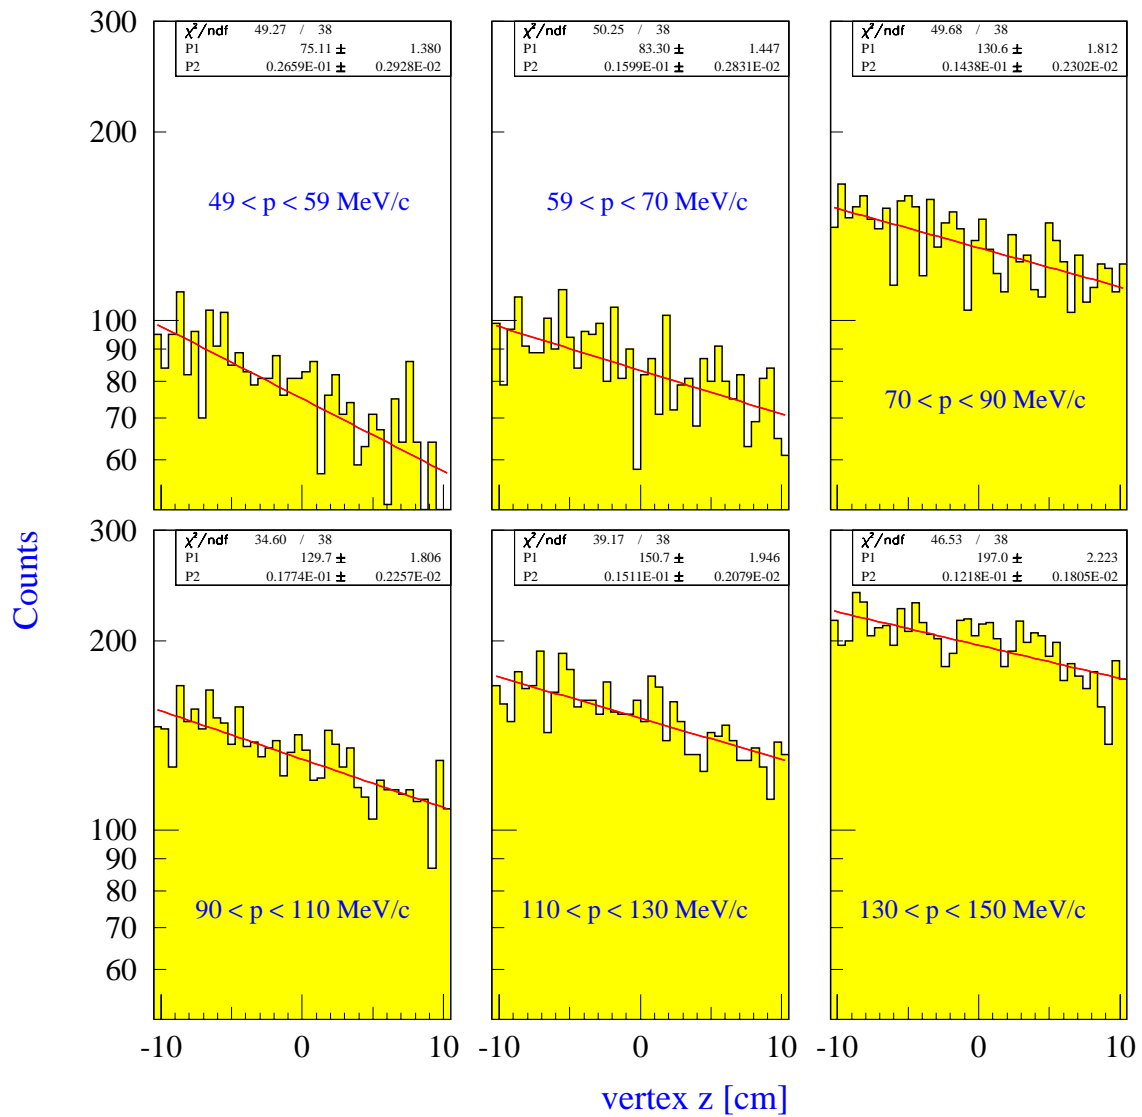 300
200
100
90
80
70
60
χ²/ndf 49.27 / 38
P1 75.11 ± 1.380
P2 0.2659E-01 ± 0.2928E-02
49 < p < 59 MeV/c
χ²/ndf 50.25 / 38
P1 83.30 ± 1.447
P2 0.1599E-01 ± 0.2831E-02
59 < p < 70 MeV/c
χ²/ndf 49.68 / 38
P1 130.6 ± 1.812
P2 0.1438E-01 ± 0.2302E-02
70 < p < 90 MeV/c
Counts
300
200
100
90
80
70
60
χ²/ndf 34.60 / 38
P1 129.7 ± 1.806
P2 0.1774E-01 ± 0.2257E-02
90 < p < 110 MeV/c
χ²/ndf 39.17 / 38
P1 150.7 ± 1.946
P2 0.1511E-01 ± 0.2079E-02
110 < p < 130 MeV/c
χ²/ndf 46.53 / 38
P1 197.0 ± 2.223
P2 0.1218E-01 ± 0.1805E-02
130 < p < 150 MeV/c
-10 0 10 -10 0 10 -10 0 10
vertex z [cm]